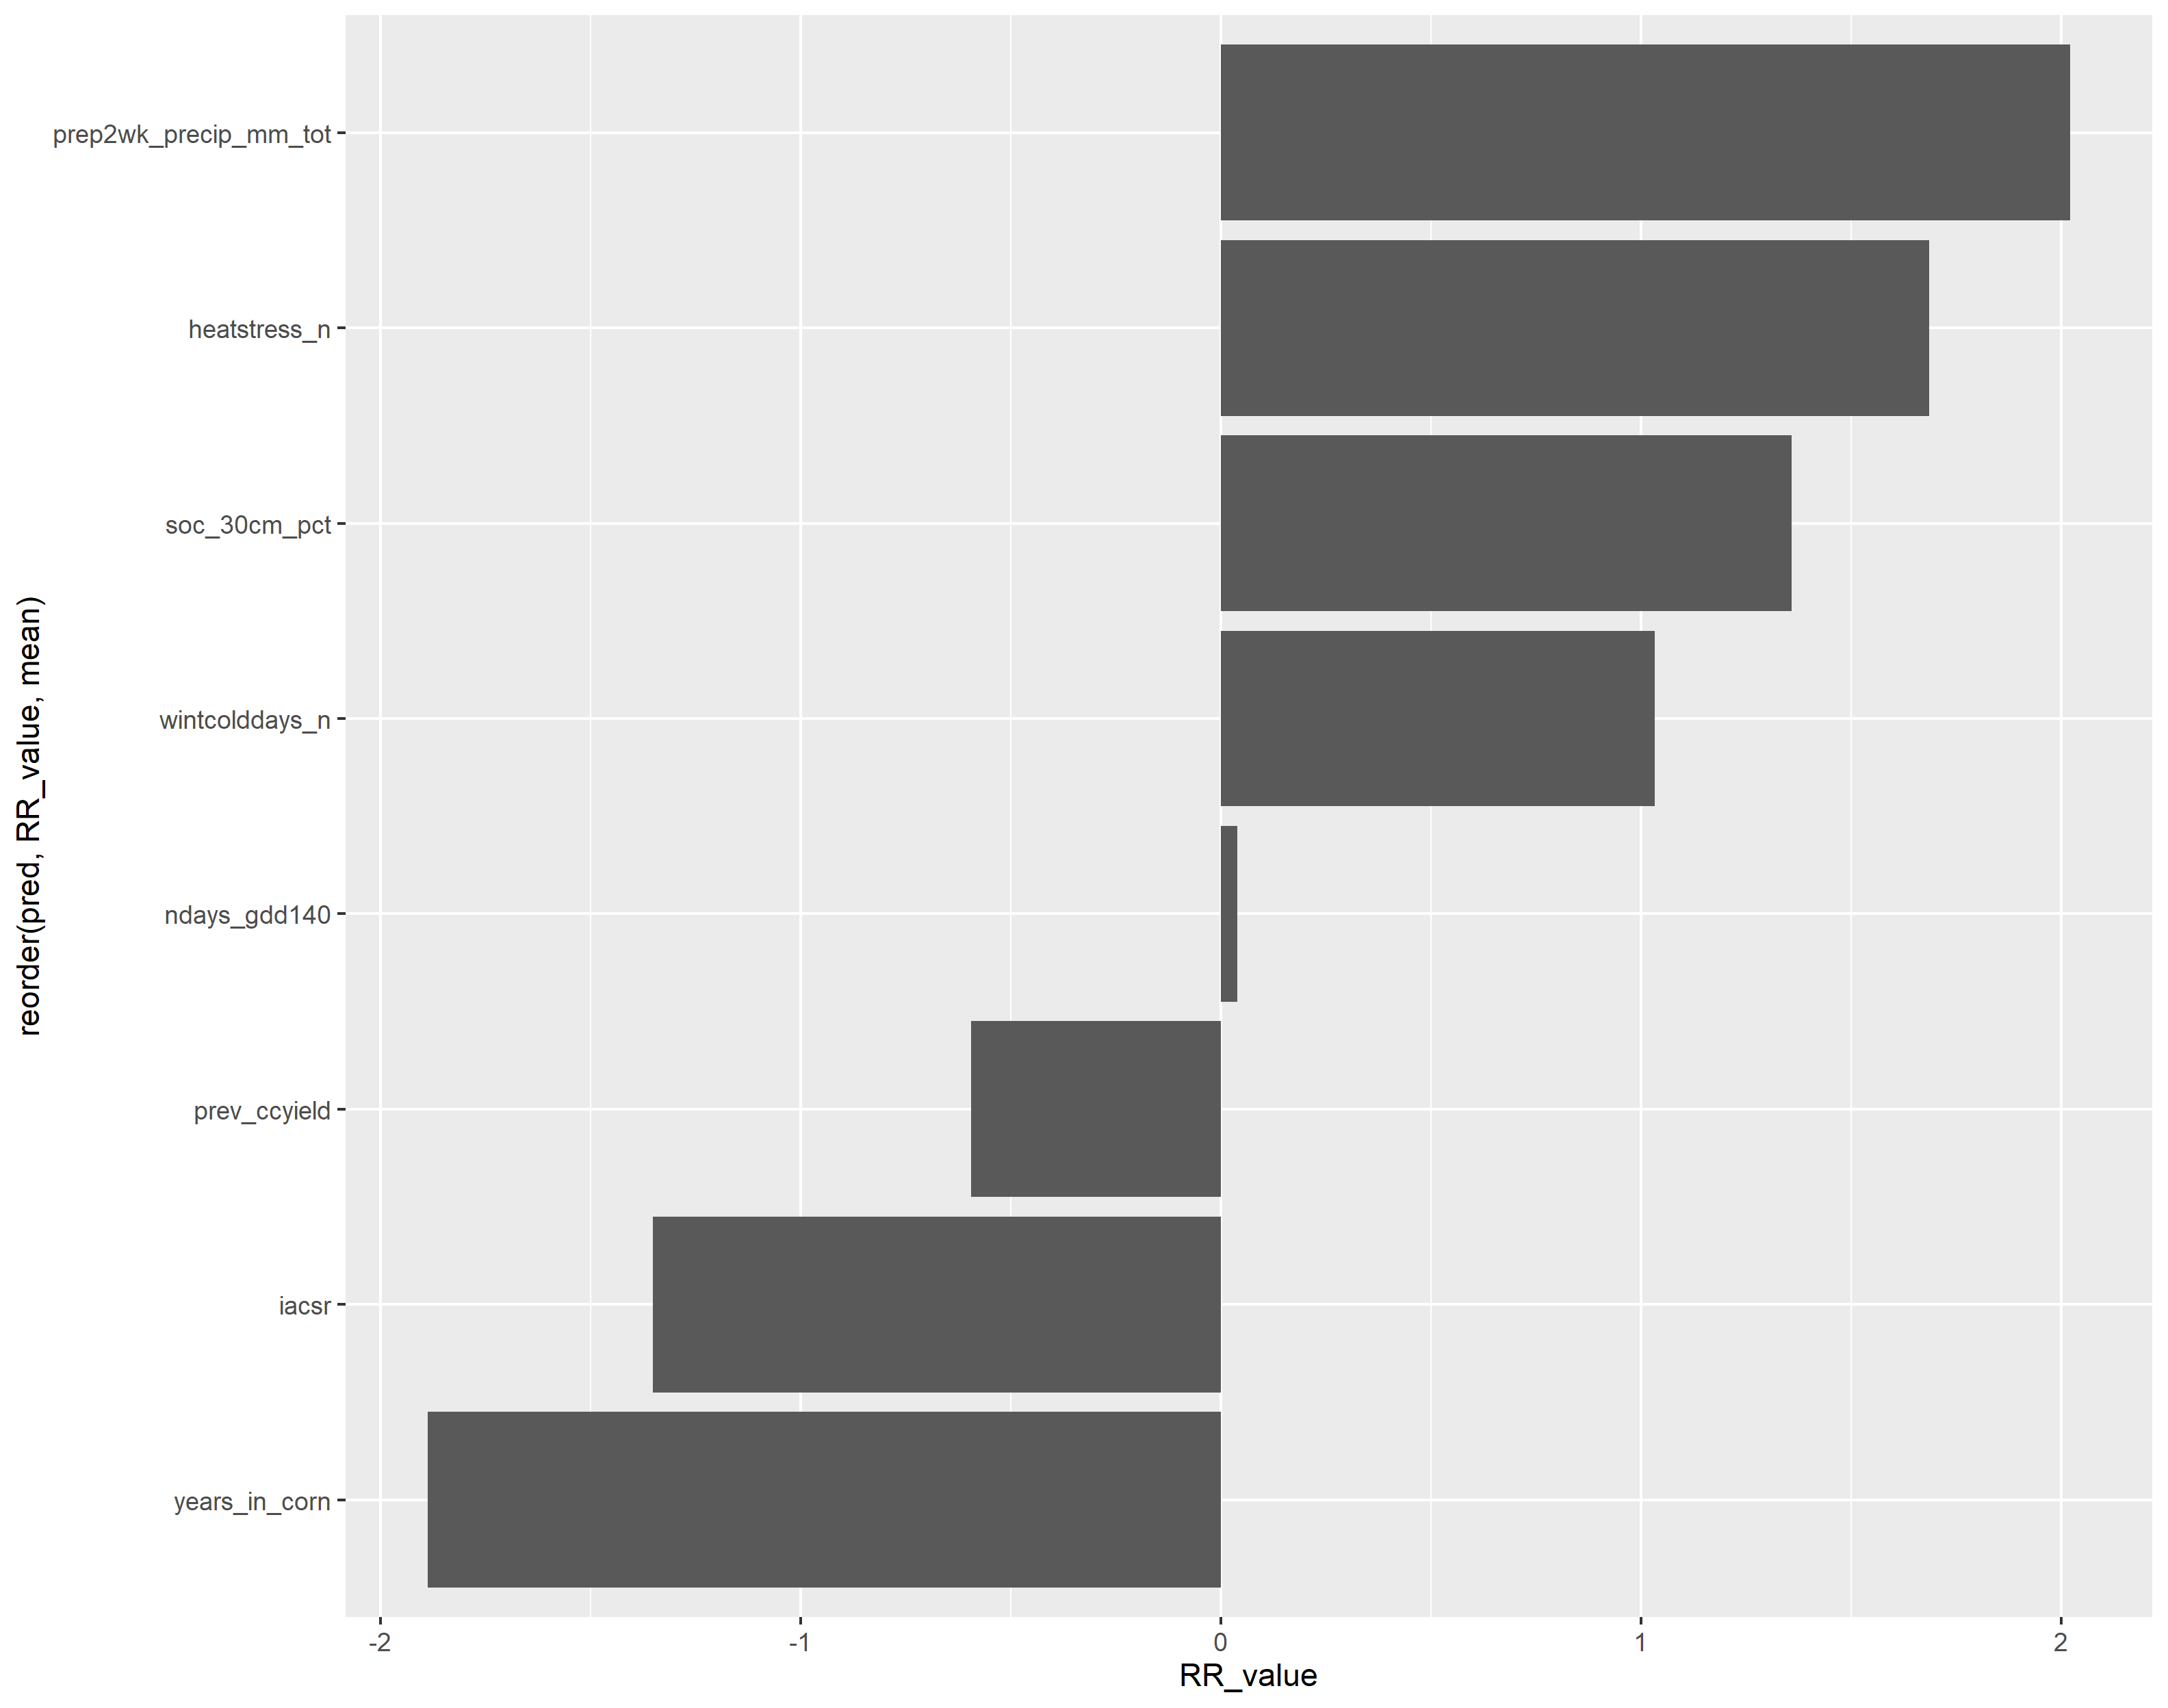 prep2wk_precip_mm_tot
heatstress_n
soc_30cm_pct
wintcolddays_n
ndays_gdd140
prev_ccyield
iacsr
years_in_corn
reorder(pred, RR_value, mean)
-2 -1 0 1 2
RR_value